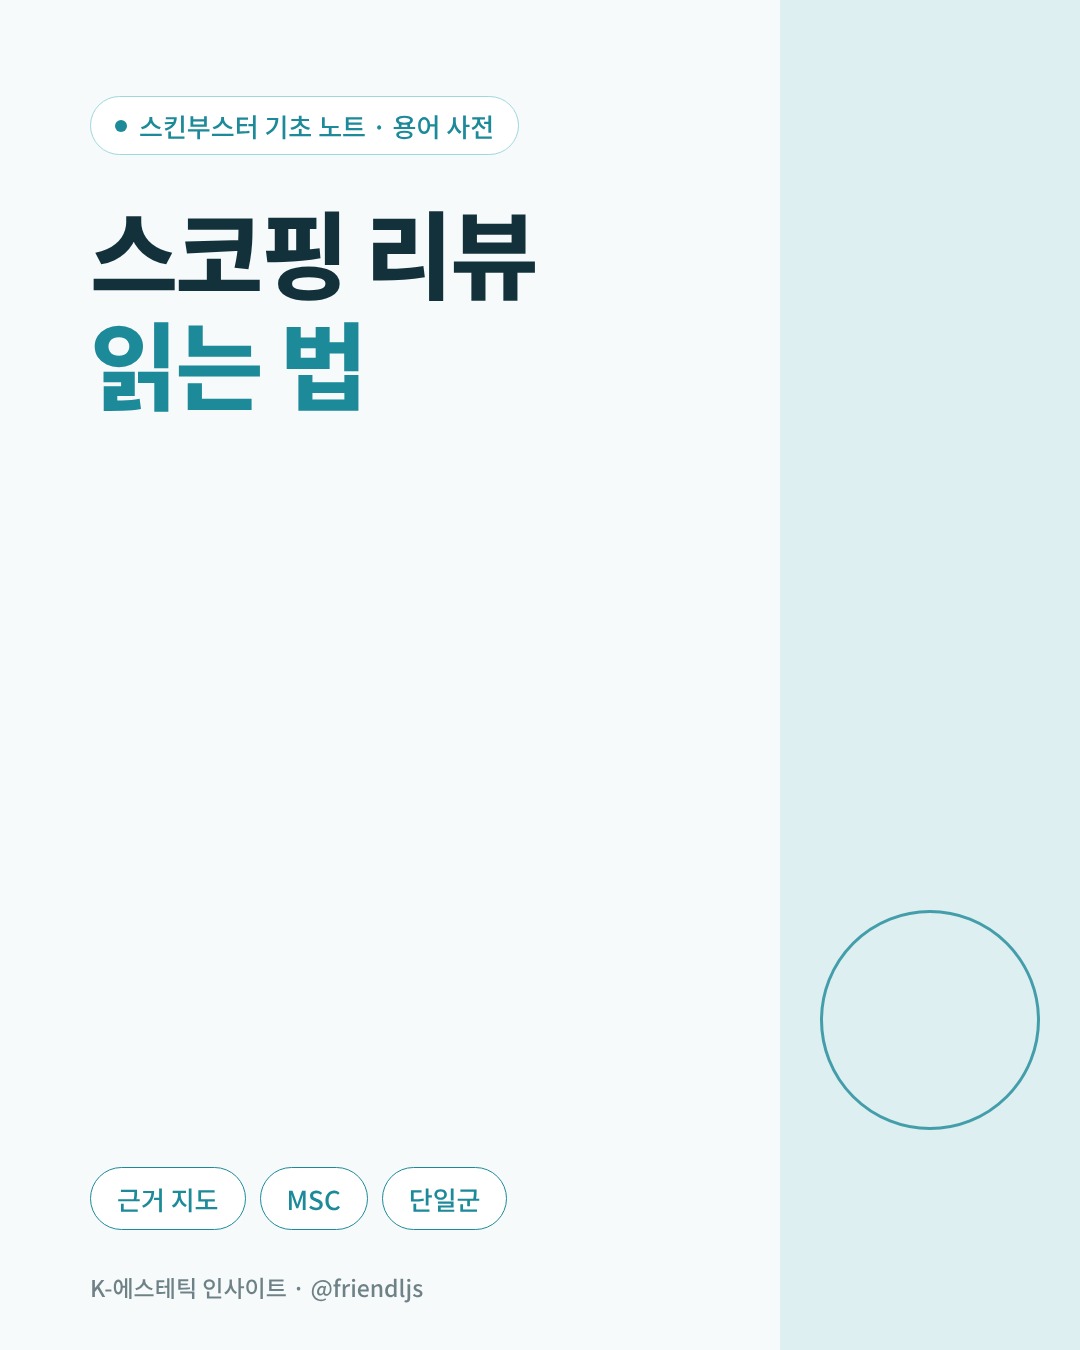 스킨부스터 기초 노트 · 용어 사전
스코핑 리뷰
읽는 법
근거 지도
MSC
단일군
K-에스테틱 인사이트 · @friendljs